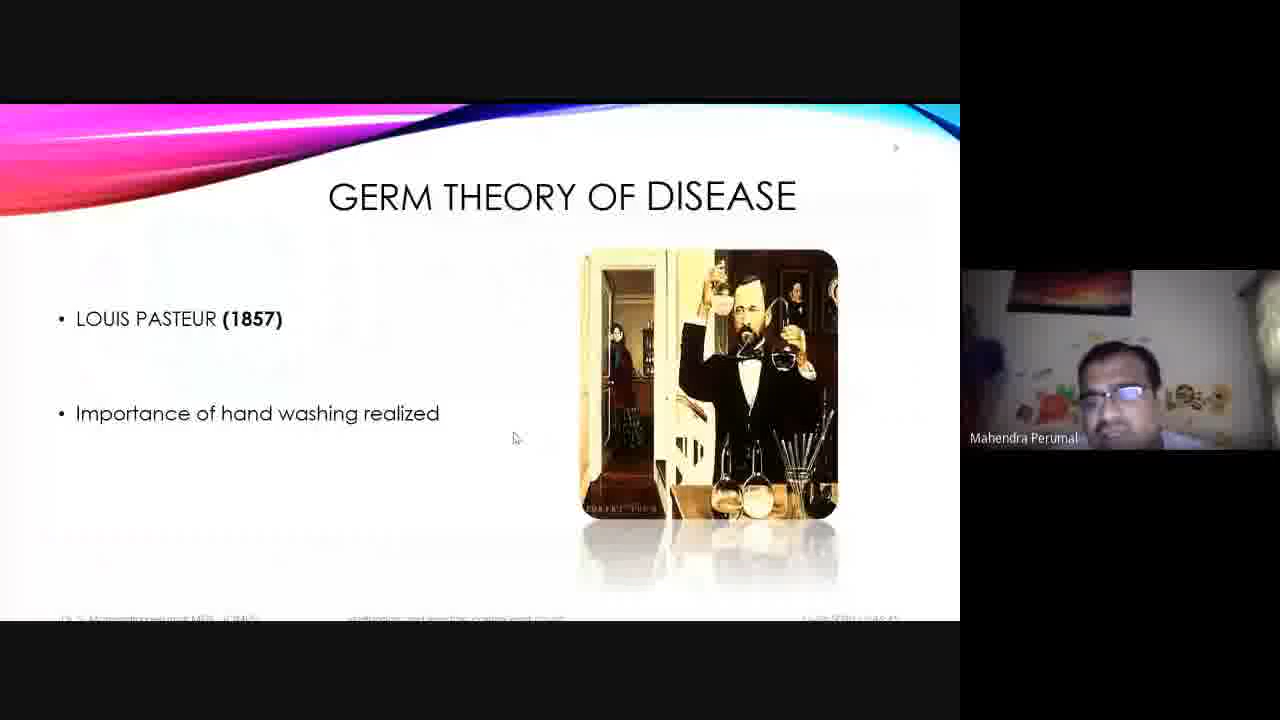 GERM THEORY OF DISEASE
• LOUIS PASTEUR (1857)
• Importance of hand washing realized
Mahendra Perumal